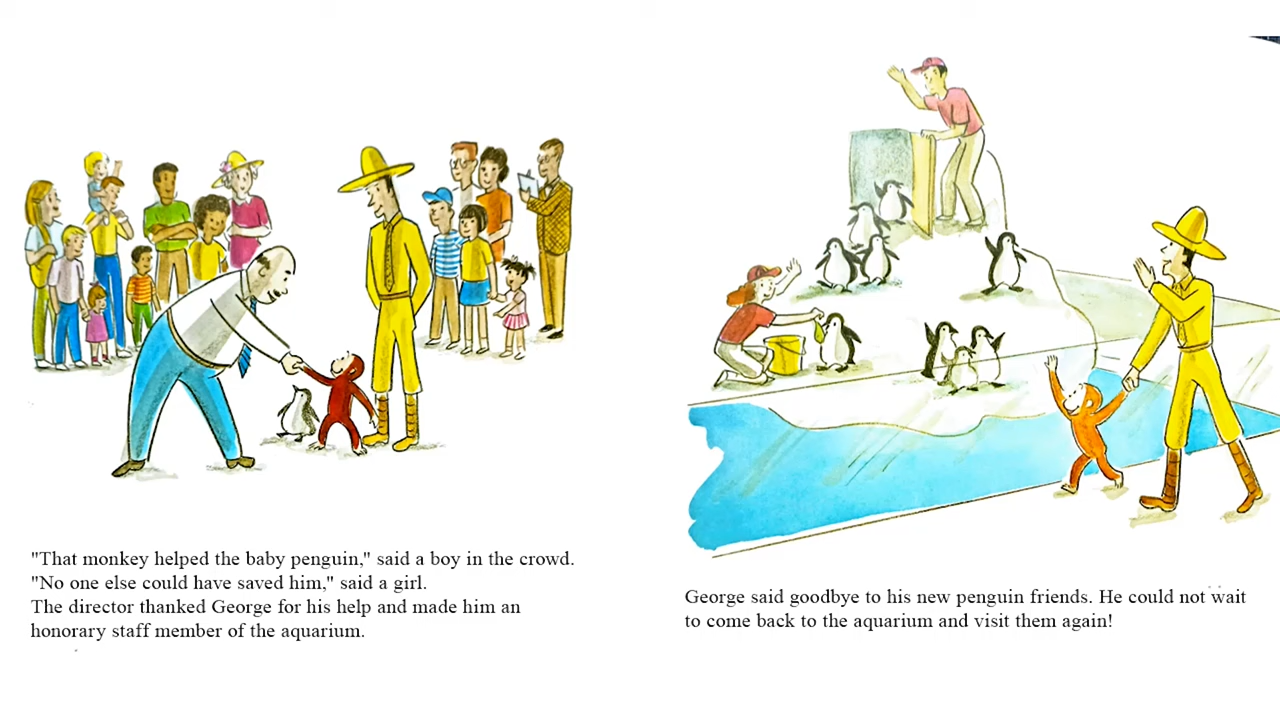 "That monkey helped the baby penguin," said a boy in the crowd.
"No one else could have saved him," said a girl.
The director thanked George for his help and made him an
honorary staff member of the aquarium.
George said goodbye to his new penguin friends. He could not wait
to come back to the aquarium and visit them again!